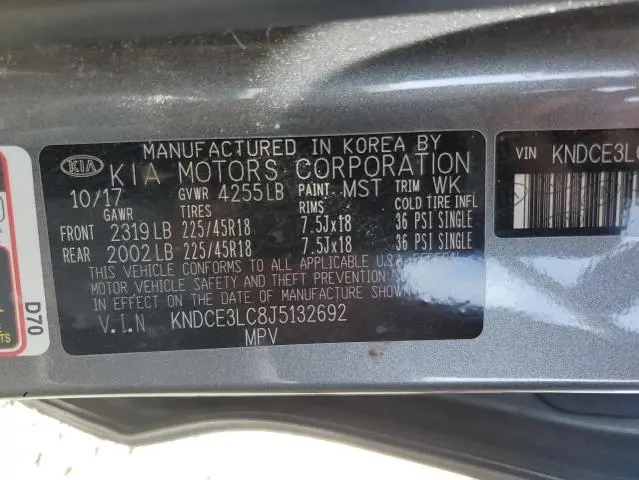 MANUFACTURED IN KOREA BY
KIA KIA MOTORS CORPORATION
10/17 GVWR 4255LB PAINT MST TRIM WK
GAWR TIRES RIMS COLD TIRE INFL
FRONT 2319LB 225/45R18 7.5Jx18 36 PSI SINGLE
REAR 2002LB 225/45R18 7.5Jx18 36 PSI SINGLE
THIS VEHICLE CONFORMS TO ALL APPLICABLE U.S.A. FEDERAL
MOTOR VEHICLE SAFETY AND THEFT PREVENTION
IN EFFECT ON THE DATE OF MANUFACTURE SHOWN
V.I.N KNDCE3LC8J5132692
MPV
VIN KNDCE3L
D70